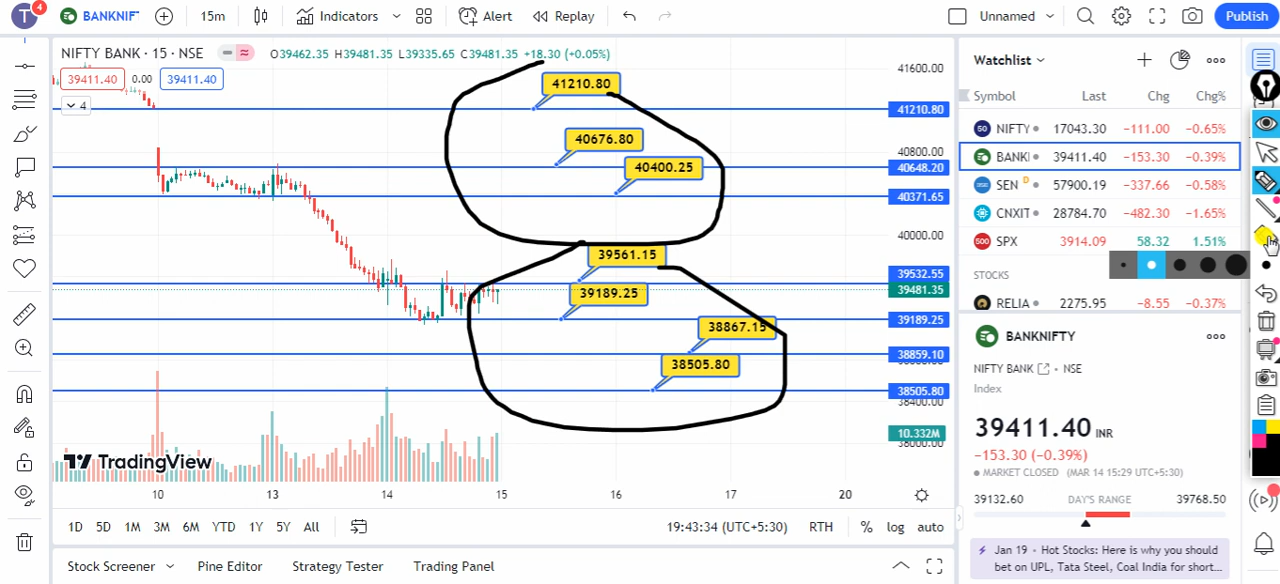 T 4 BANKNIF 15m Indicators Alert Replay Unnamed Publish
NIFTY BANK · 15 · NSE O39462.35 H39481.35 L39335.65 C39481.35 +18.30 (+0.05%)
39411.40 0.00 39411.40
4
41210.80
40676.80
40400.25
39561.15
39189.25
38867.15
38505.80
41600.00
41210.80
40800.00
40648.20
40371.65
40000.00
39532.55
39481.35
39189.25
38859.10
38505.80
38400.00
10.332M
38000.00
TradingView
10 13 14 15 16 17 20
1D 5D 1M 3M 6M YTD 1Y 5Y All 19:43:34 (UTC+5:30) RTH % log auto
Stock Screener Pine Editor Strategy Tester Trading Panel
Watchlist
Symbol Last Chg Chg%
50 NIFTY 17043.30 −111.00 −0.65%
BANKI 39411.40 −153.30 −0.39%
SEN D 57900.19 −337.66 −0.58%
CNXIT 28784.70 −482.30 −1.65%
500 SPX 3914.09 58.32 1.51%
STOCKS
RELIA 2275.95 −8.55 −0.37%
BANKNIFTY
NIFTY BANK • NSE
Index
39411.40 INR
−153.30 (−0.39%)
MARKET CLOSED (MAR 14 15:29 UTC+5:30)
39132.60 DAY'S RANGE 39768.50
Jan 19 • Hot Stocks: Here is why you should
bet on UPL, Tata Steel, Coal India for short...